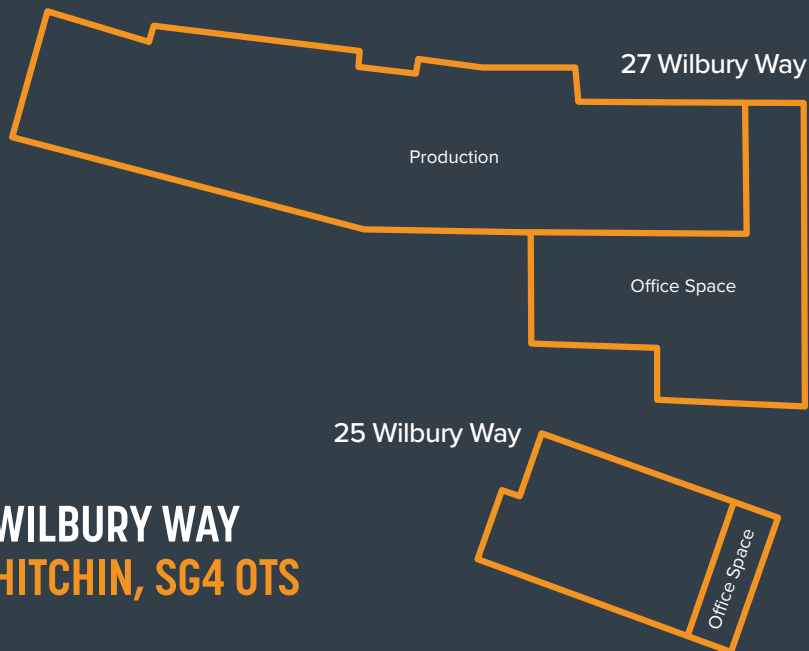 27 Wilbury Way
Production
Office Space
25 Wilbury Way
WILBURY WAY
HITCHIN, SG4 0TS
Office Space